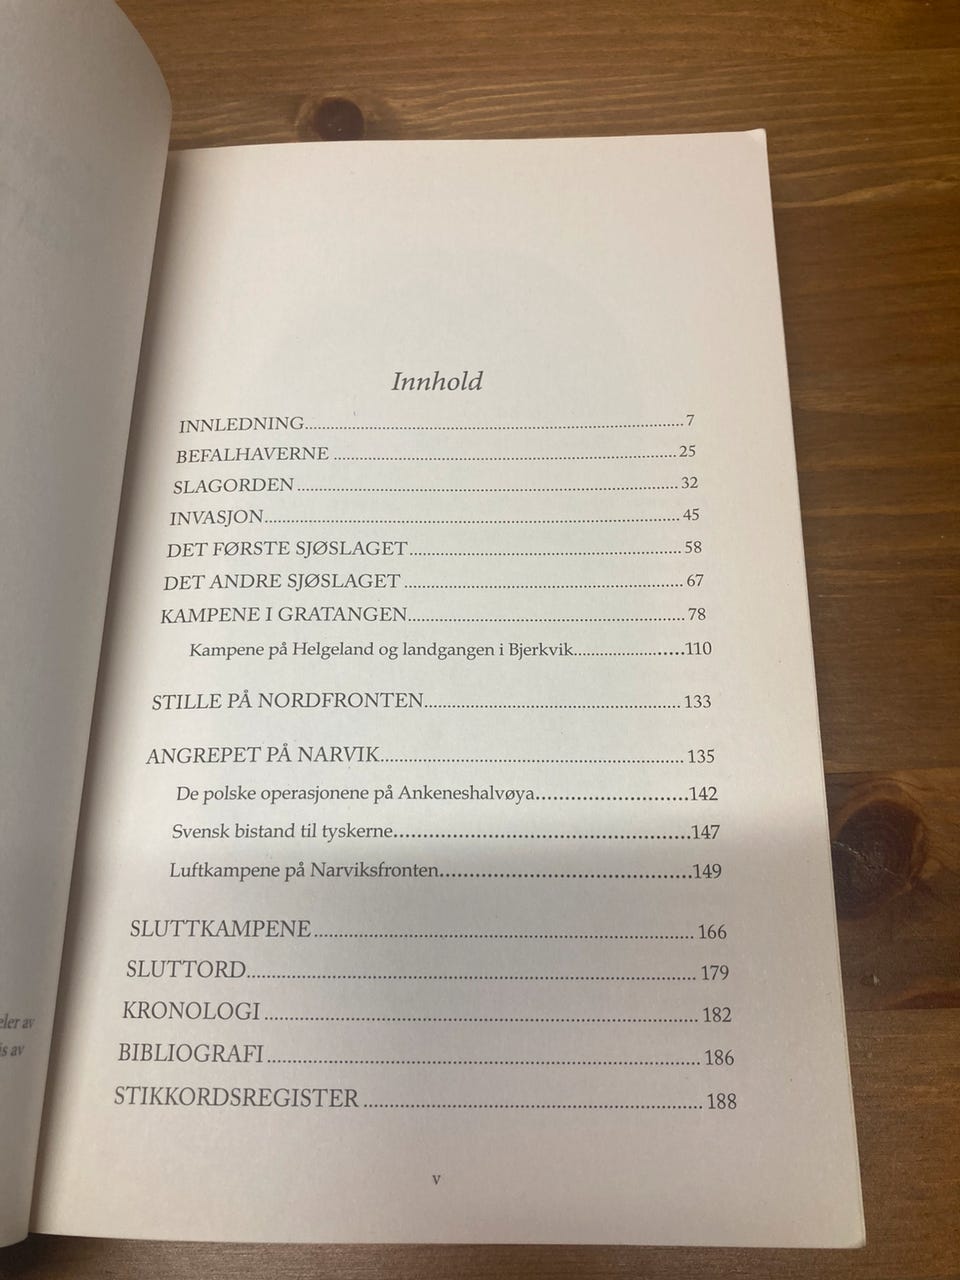 Innhold
INNLEDNING....................7
BEFALHAVERNE....................25
SLAGORDEN....................32
INVASJON....................45
DET FØRSTE SJØSLAGET....................58
DET ANDRE SJØSLAGET....................67
KAMPENE I GRATANGEN....................78
Kampene på Helgeland og landgangen i Bjerkvik....................110
STILLE PÅ NORDFRONTEN....................133
ANGREPET PÅ NARVIK....................135
De polske operasjonene på Ankeneshalvøya....................142
Svensk bistand til tyskerne....................147
Luftkampene på Narviksfronten....................149
SLUTTKAMPENE....................166
SLUTTORD....................179
KRONOLOGI....................182
BIBLIOGRAFI....................186
STIKKORDSREGISTER....................188
av
av
v